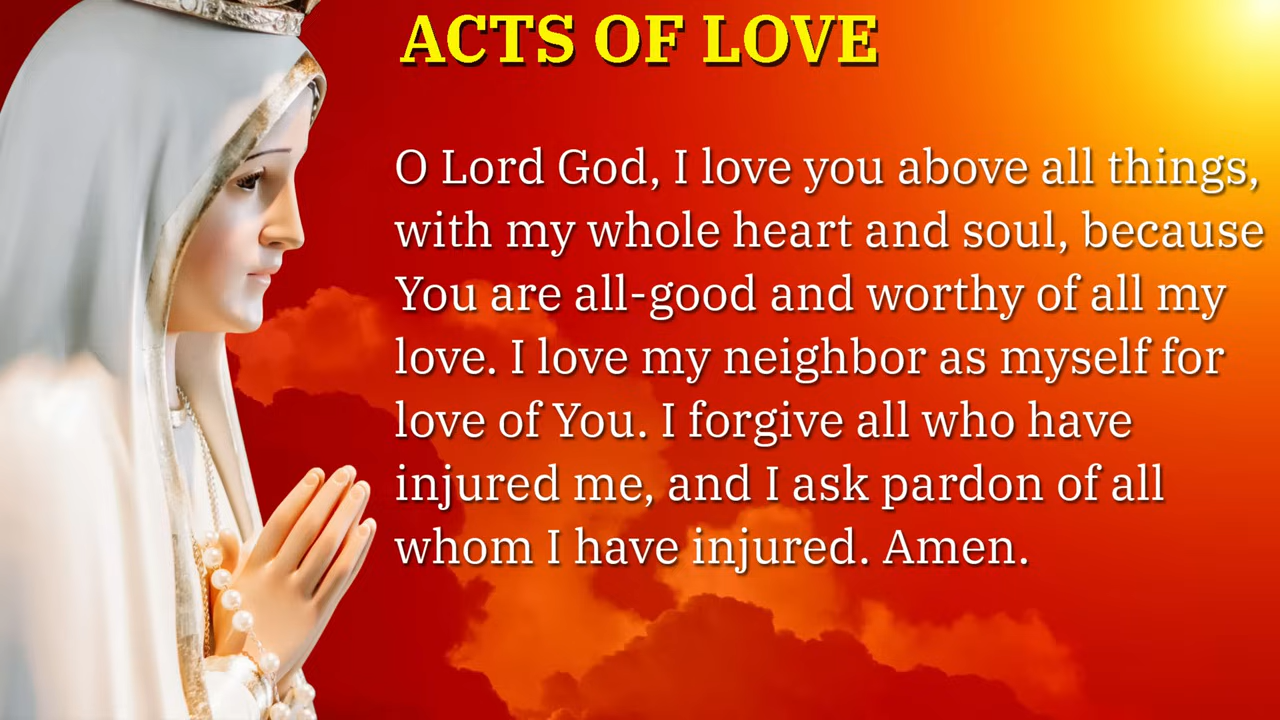 ACTS OF LOVE
O Lord God, I love you above all things,
with my whole heart and soul, because
You are all-good and worthy of all my
love. I love my neighbor as myself for
love of You. I forgive all who have
injured me, and I ask pardon of all
whom I have injured. Amen.